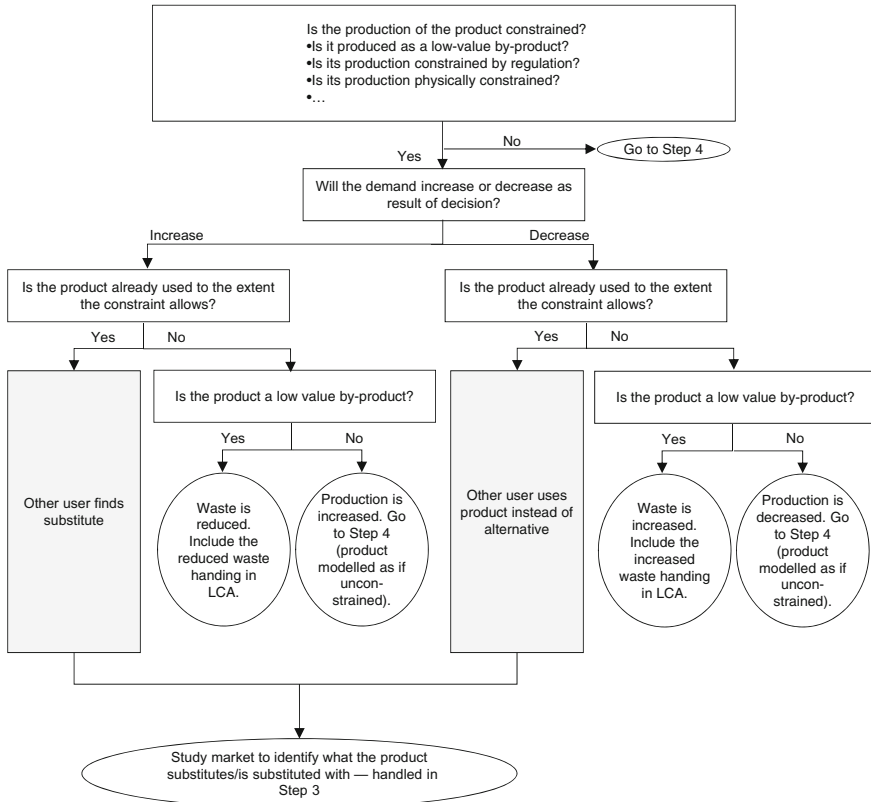 Is the production of the product constrained?
•Is it produced as a low-value by-product?
•Is its production constrained by regulation?
•Is its production physically constrained?
•…
No
Go to Step 4
Yes
Will the demand increase or decrease as
result of decision?
Increase
Decrease
Is the product already used to the extent
the constraint allows?
Is the product already used to the extent
the constraint allows?
Yes
No
Yes
No
Is the product a low value by-product?
Is the product a low value by-product?
Yes
No
Yes
No
Other user finds
substitute
Waste is
reduced.
Include the
reduced waste
handing in
LCA.
Production is
increased. Go
to Step 4
(product
modelled as if
uncon-
strained).
Other user uses
product instead of
alternative
Waste is
increased.
Include the
increased
waste handing
in LCA.
Production is
decreased. Go
to Step 4
(product
modelled as if
uncon-
strained).
Study market to identify what the product
substitutes/is substituted with — handled in
Step 3